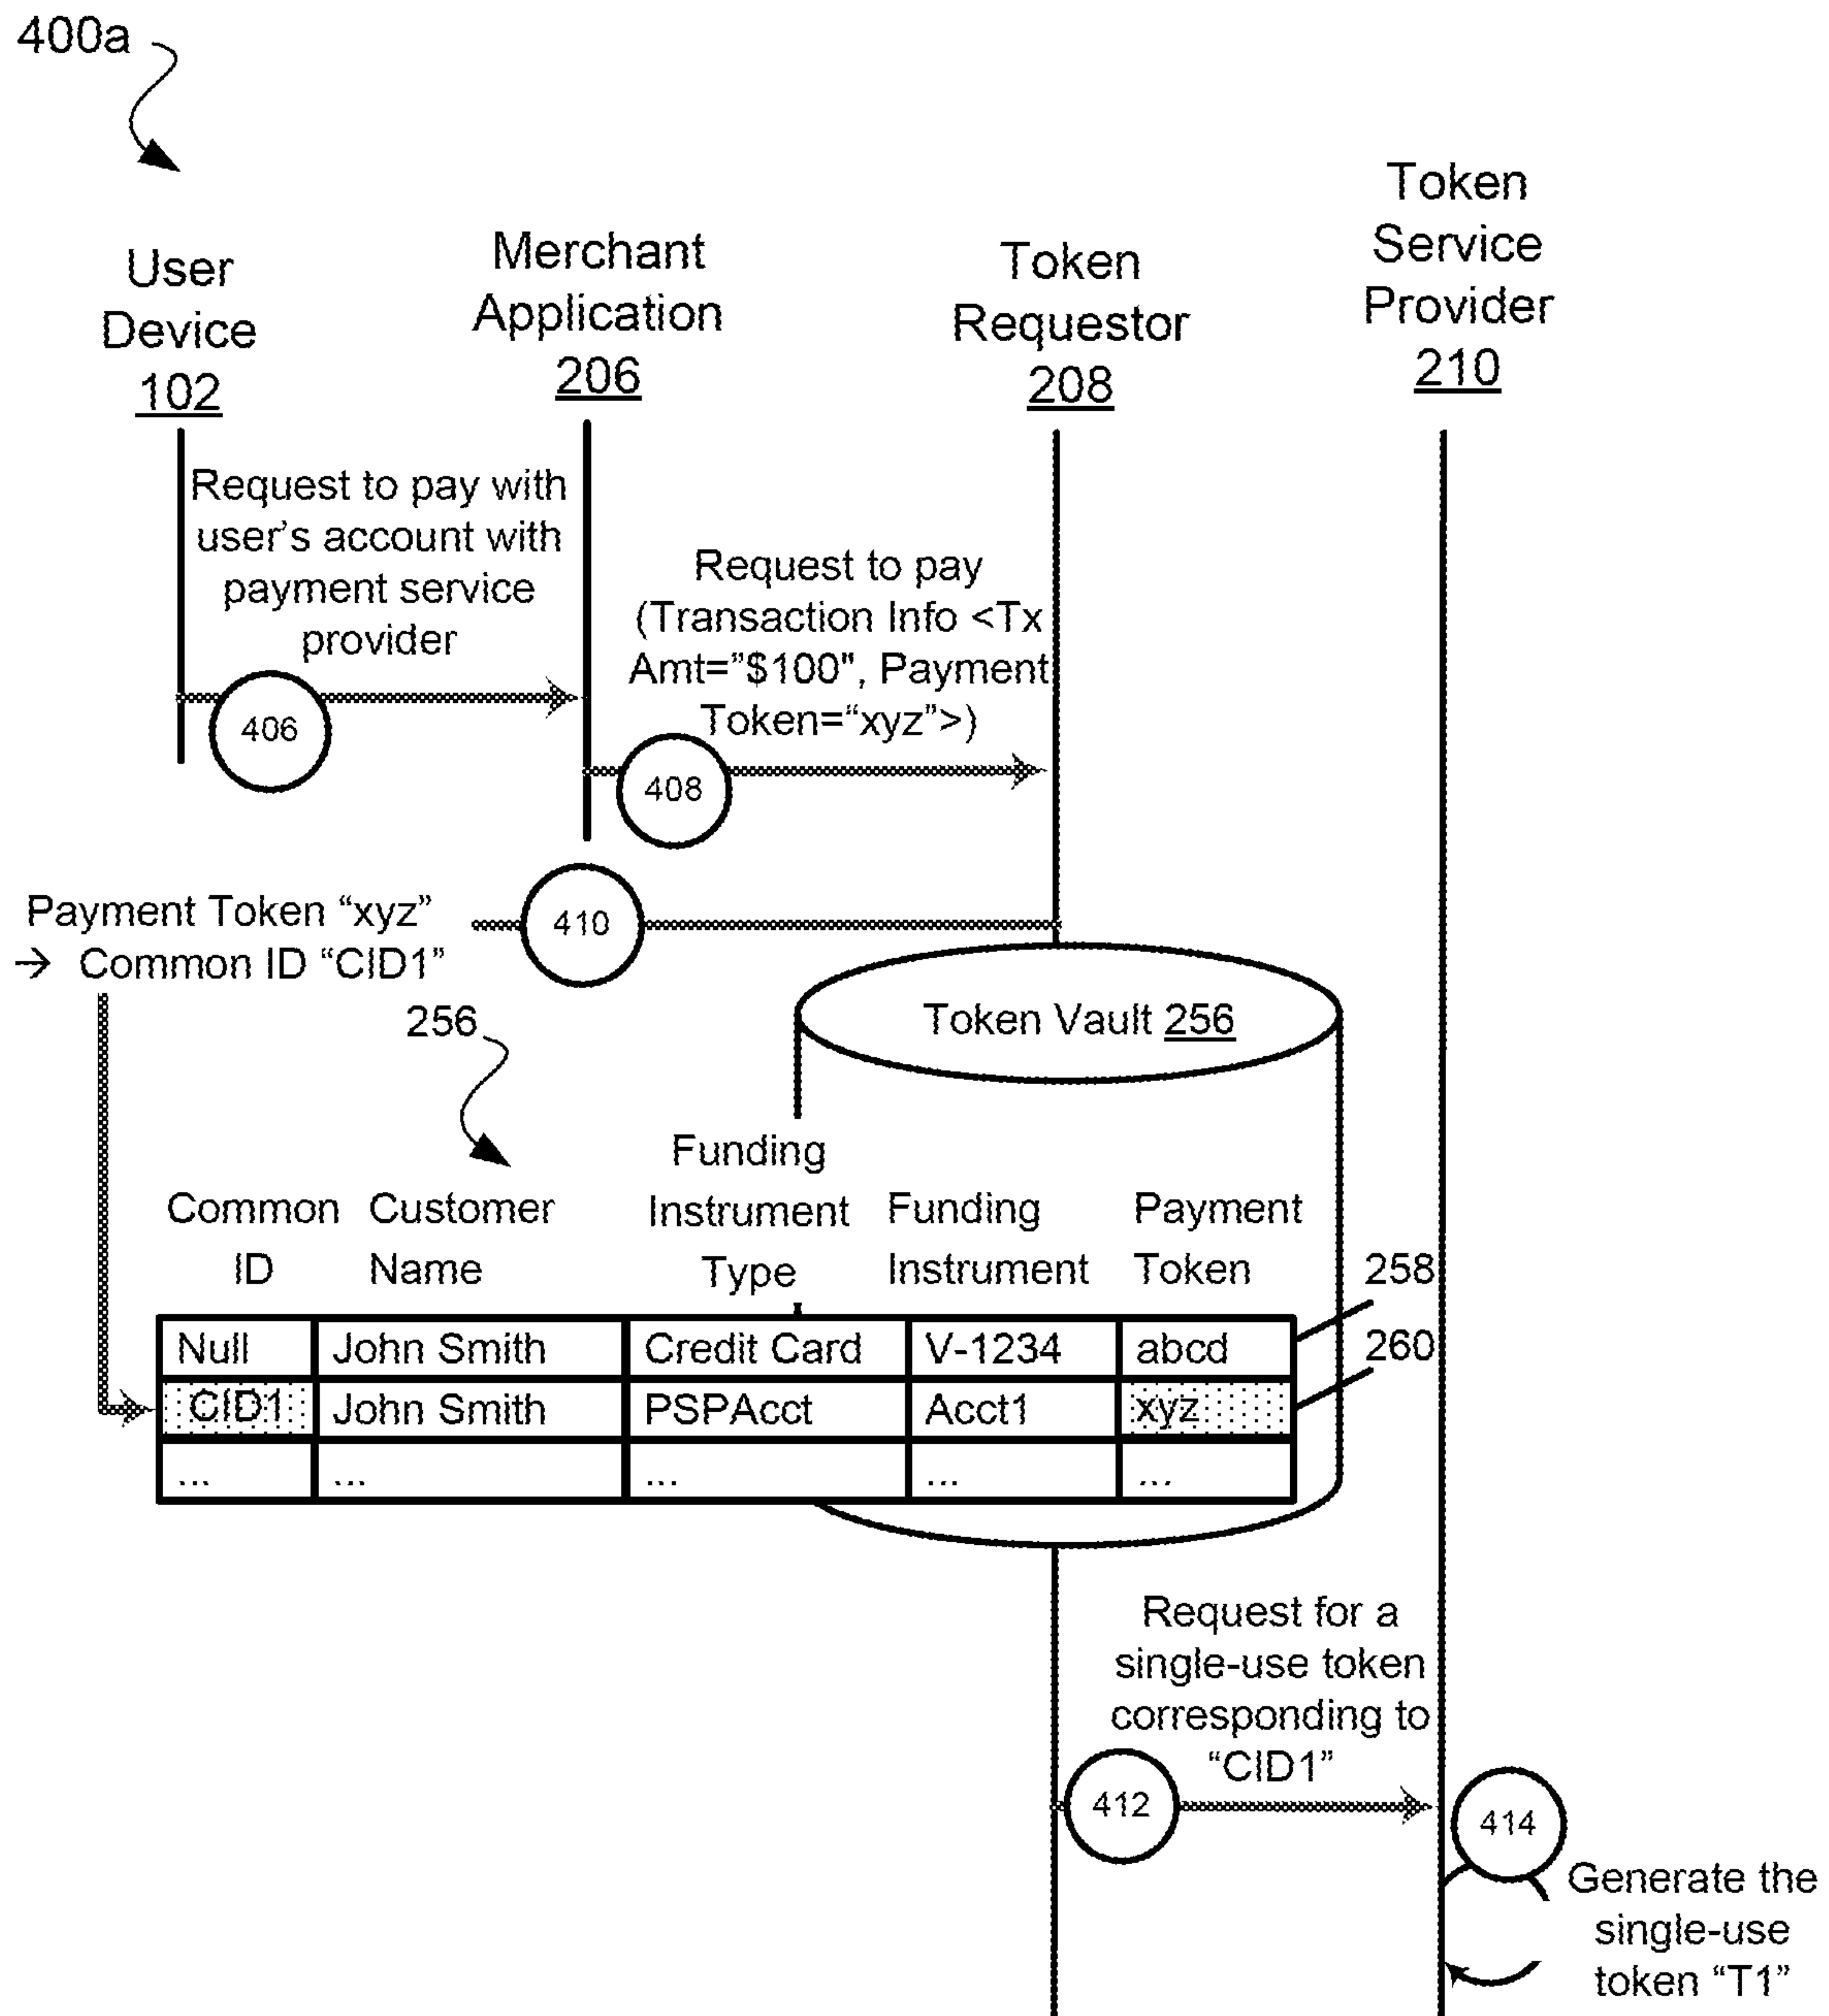 400a
User
Device
102
Merchant
Application
206
Token
Requestor
208
Token
Service
Provider
210
Request to pay with
user's account with
payment service
provider
406
Request to pay
(Transaction Info <Tx
Amt=”$100", Payment
Token=“xyz”>)
408
410
Payment Token “xyz”
→ Common ID “CID1”
256
Token Vault 256
Common
ID
Customer
Name
Funding
Instrument
Type
Funding
Instrument
Payment
Token
258
260
Null John Smith Credit Card V-1234 abcd
CID1 John Smith PSPAcct Acct1 xyz
... ... ... ... ...
Request for a
single-use token
corresponding to
“CID1”
412
414
Generate the
single-use
token “T1”